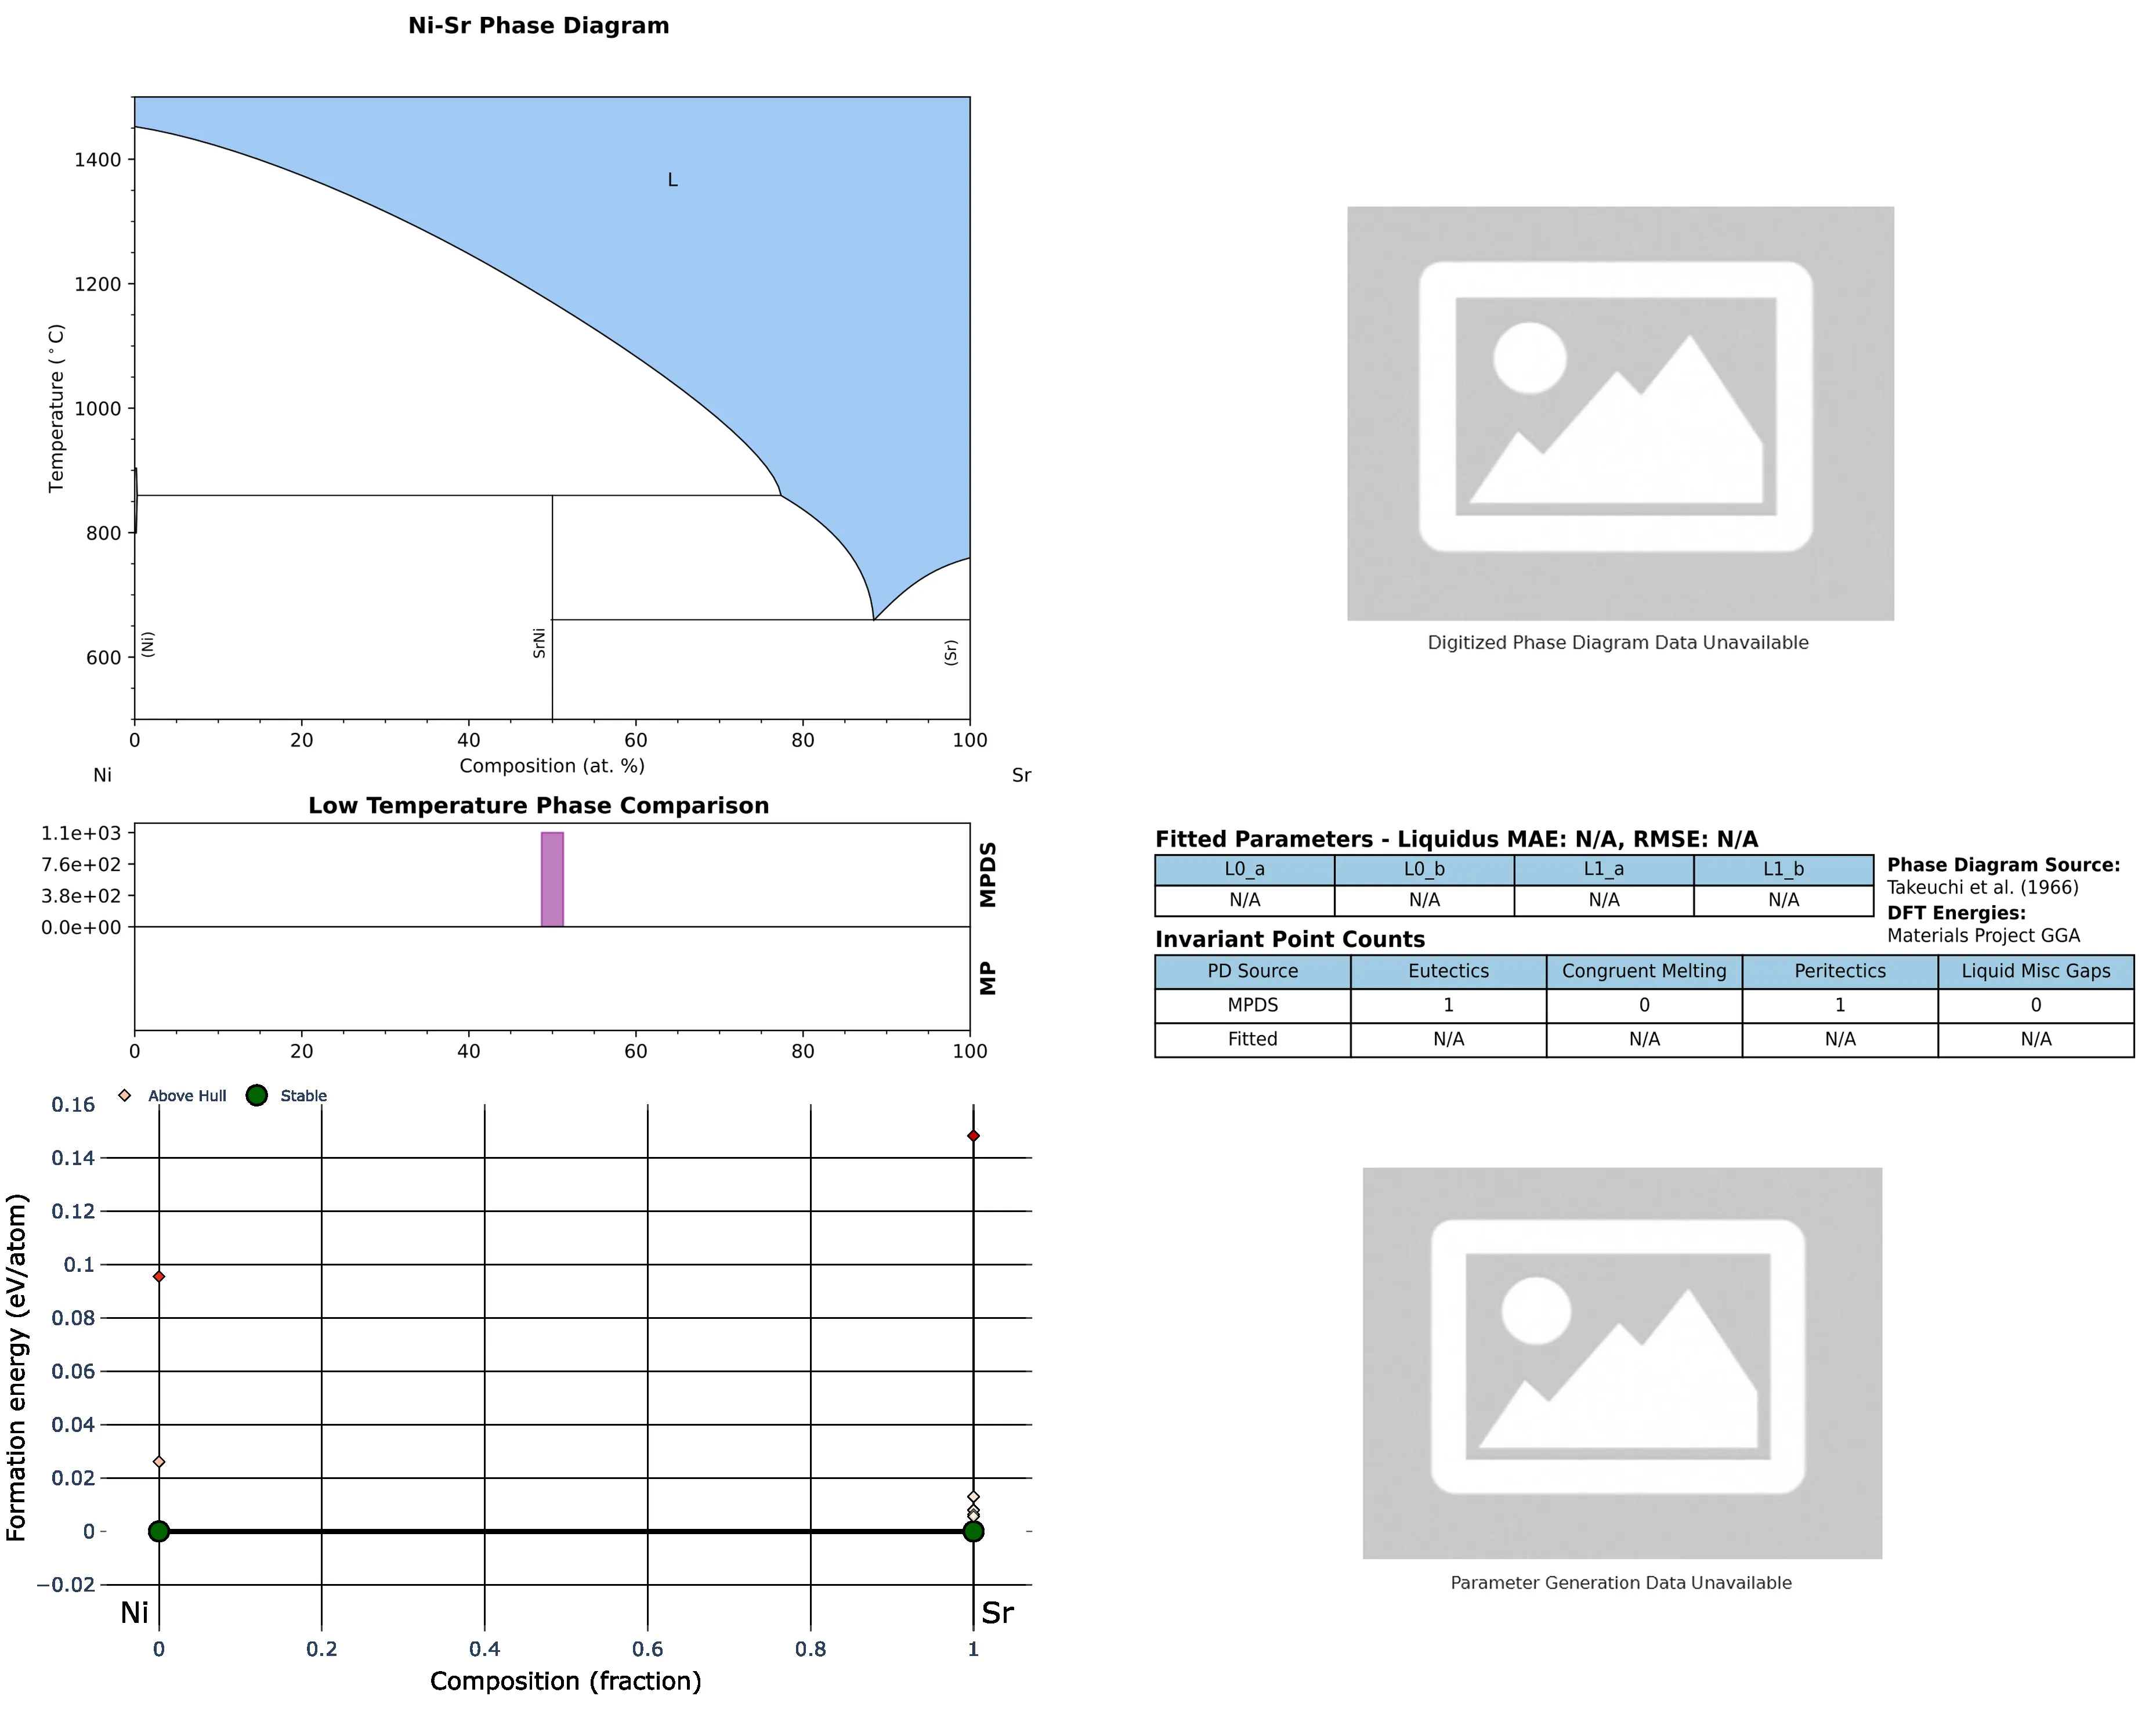 Ni-Sr Phase Diagram
L
1400
1200
1000
800
600
Temperature (°C)
(Ni)
SrNi
(Sr)
0 20 40 60 80 100
Composition (at. %)
Ni Sr
Digitized Phase Diagram Data Unavailable
Low Temperature Phase Comparison
1.1e+03
7.6e+02
3.8e+02
0.0e+00
MPDS
MP
0 20 40 60 80 100
Fitted Parameters - Liquidus MAE: N/A, RMSE: N/A
L0_a L0_b L1_a L1_b
N/A N/A N/A N/A
Phase Diagram Source:
Takeuchi et al. (1966)
DFT Energies:
Materials Project GGA
Invariant Point Counts
PD Source Eutectics Congruent Melting Peritectics Liquid Misc Gaps
MPDS 1 0 1 0
Fitted N/A N/A N/A N/A
Above Hull Stable
0.16
0.14
0.12
0.1
0.08
0.06
0.04
0.02
0
−0.02
Formation energy (eV/atom)
Ni Sr
0 0.2 0.4 0.6 0.8 1
Composition (fraction)
Parameter Generation Data Unavailable